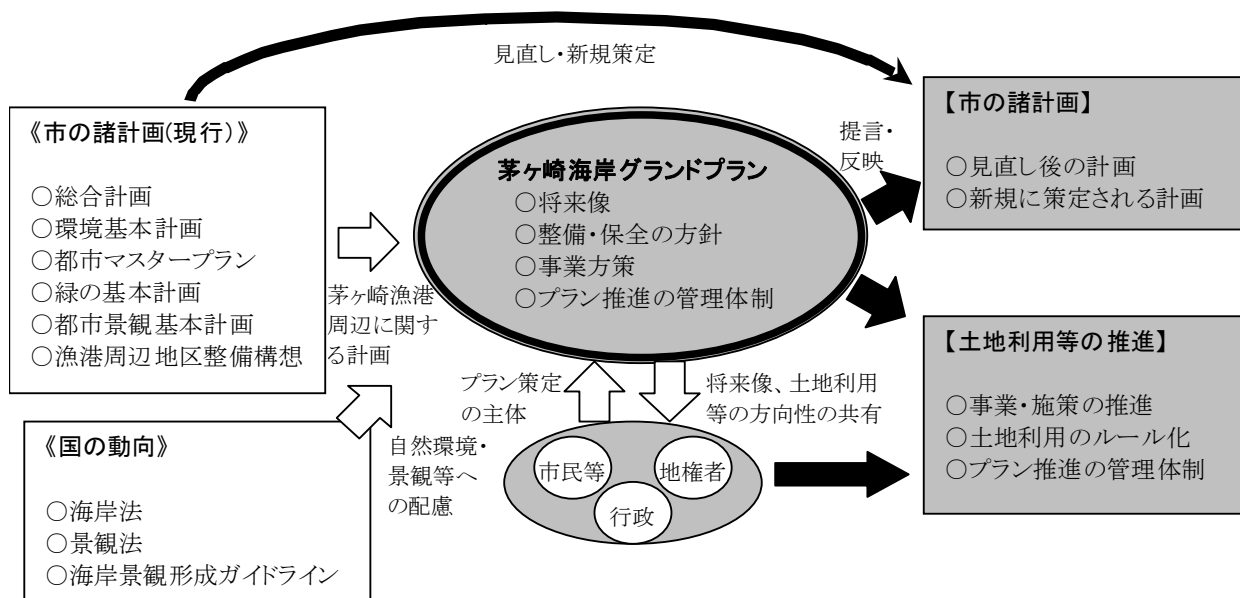 見直し・新規策定
《市の諸計画(現行)》
○総合計画
○環境基本計画
○都市マスタープラン
○緑の基本計画
○都市景観基本計画
○漁港周辺地区整備構想
《国の動向》
○海岸法
○景観法
○海岸景観形成ガイドライン
茅ヶ崎漁港
周辺に関す
る計画
自然環境・
景観等へ
の配慮
茅ヶ崎海岸グランドプラン
○将来像
○整備・保全の方針
○事業方策
○プラン推進の管理体制
プラン策定
の主体
将来像、土地利用
等の方向性の共有
市民等
地権者
行政
提言・
反映
【市の諸計画】
○見直し後の計画
○新規に策定される計画
【土地利用等の推進】
○事業・施策の推進
○土地利用のルール化
○プラン推進の管理体制